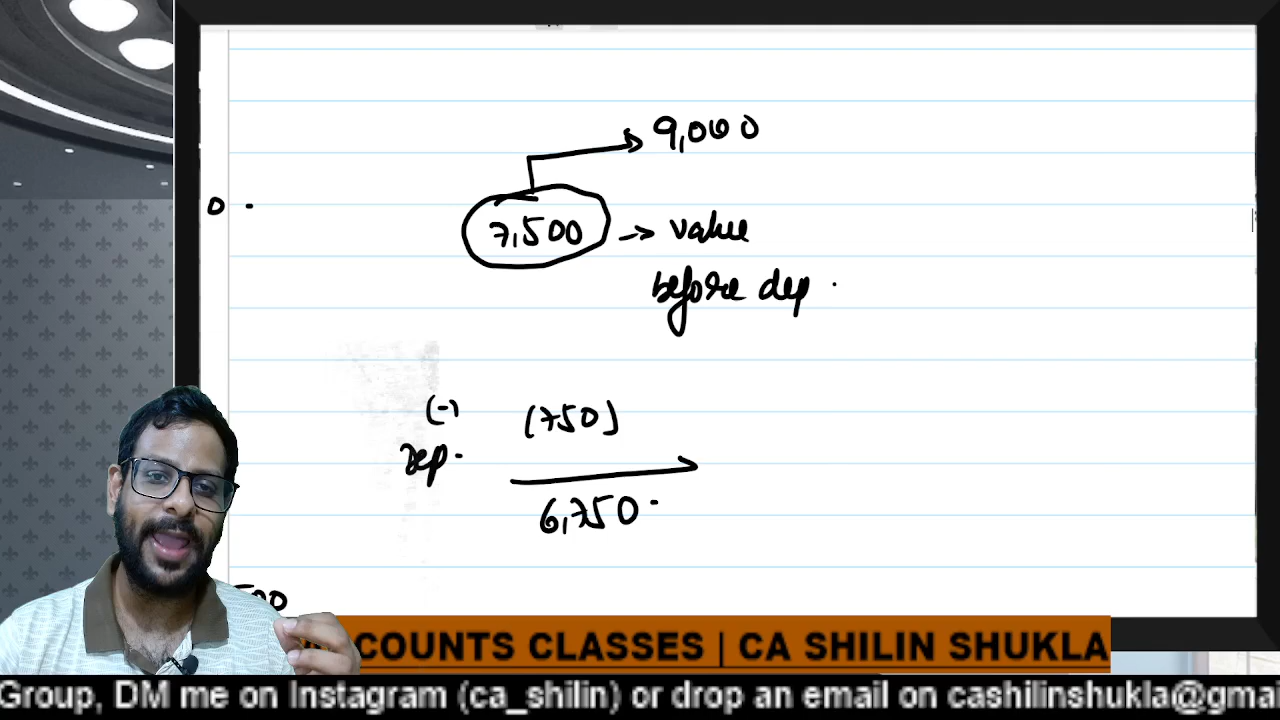 9,000
0 .
7,500 → value
before dep.
(-) (750)
Dep.
6,750.
COUNTS CLASSES | CA SHILIN SHUKLA
Group, DM me on Instagram (ca_shilin) or drop an email on cashilinshukla@gma